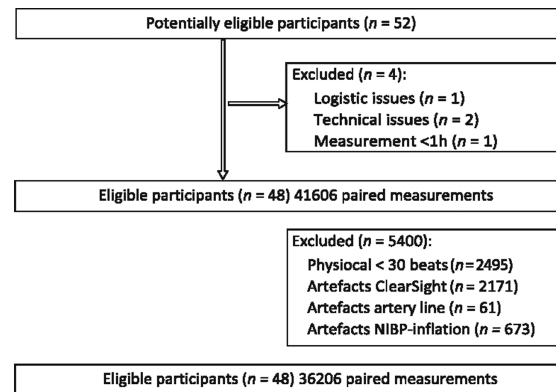 Potentially eligible participants (n = 52)
Excluded (n = 4):
Logistic issues (n = 1)
Technical issues (n = 2)
Measurement <1h (n = 1)
Eligible participants (n = 48) 41606 paired measurements
Excluded (n = 5400):
Physiocal < 30 beats (n=2495)
Artefacts ClearSight (n = 2171)
Artefacts artery line (n = 61)
Artefacts NIBP-inflation (n = 673)
Eligible participants (n = 48) 36206 paired measurements